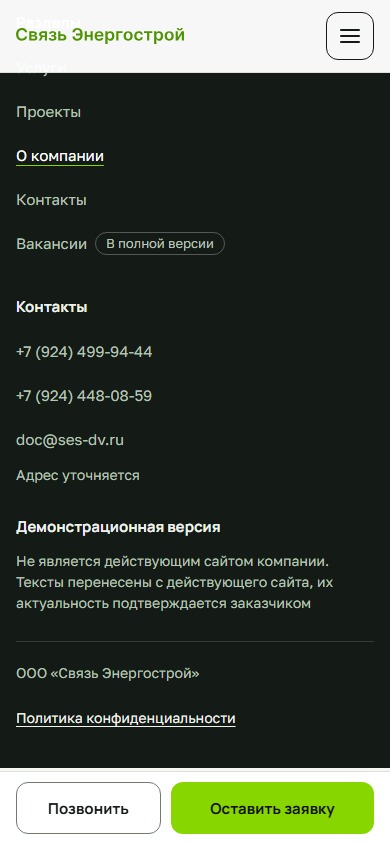 Разделы
Связь Энергострой
Услуги
Проекты
О компании
Контакты
Вакансии В полной версии
Контакты
+7 (924) 499-94-44
+7 (924) 448-08-59
doc@ses-dv.ru
Адрес уточняется
Демонстрационная версия
Не является действующим сайтом компании.
Тексты перенесены с действующего сайта, их
актуальность подтверждается заказчиком
ООО «Связь Энергострой»
Политика конфиденциальности
Позвонить Оставить заявку